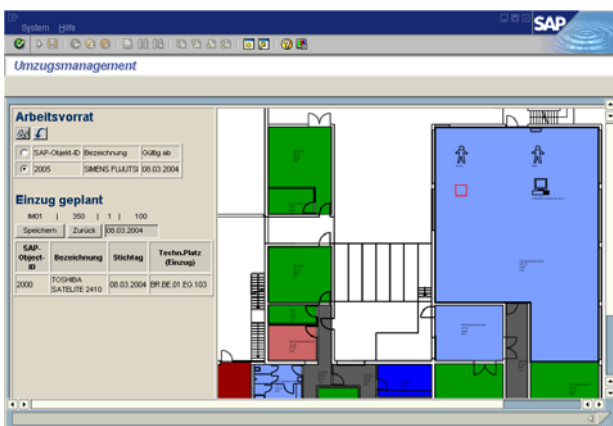 System Hilfe
SAP
Umzugsmanagement
Arbeitsvorrat
SAP-Objekt-ID Bezeichnung Gültig ab
2005 SIMENS FUJUTSI 08.03.2004
Einzug geplant
IM01 | 350 | 1 | 100
Speichern Zurück 08.03.2004
SAP-Object-ID Bezeichnung Stichtag Techn.Platz (Einzug)
2000 TOSHIBA SATELITE 2410 08.03.2004 BR.BE.01.EG.103